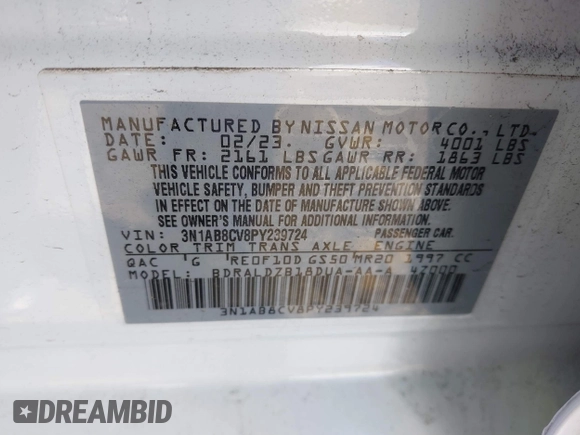 MANUFACTURED BY NISSAN MOTOR CO., LTD.
DATE: 02/23. GVWR: 4001 LBS
GAWR FR: 2161 LBS GAWR RR: 1863 LBS
THIS VEHICLE CONFORMS TO ALL APPLICABLE FEDERAL MOTOR
VEHICLE SAFETY, BUMPER AND THEFT PREVENTION STANDARDS
IN EFFECT ON THE DATE OF MANUFACTURE SHOWN ABOVE.
SEE OWNER'S MANUAL FOR ADDITIONAL INFORMATION.
VIN: 3N1AB8CV8PY239724 PASSENGER CAR.
COLOR TRIM TRANS AXLE ENGINE
QAC G RE0F10D GS50 MR20 1997 CC
MODEL: BDRALDZB18DUA-AA-A 4Z000
3N1AB8CV8PY239724
DREAMBID